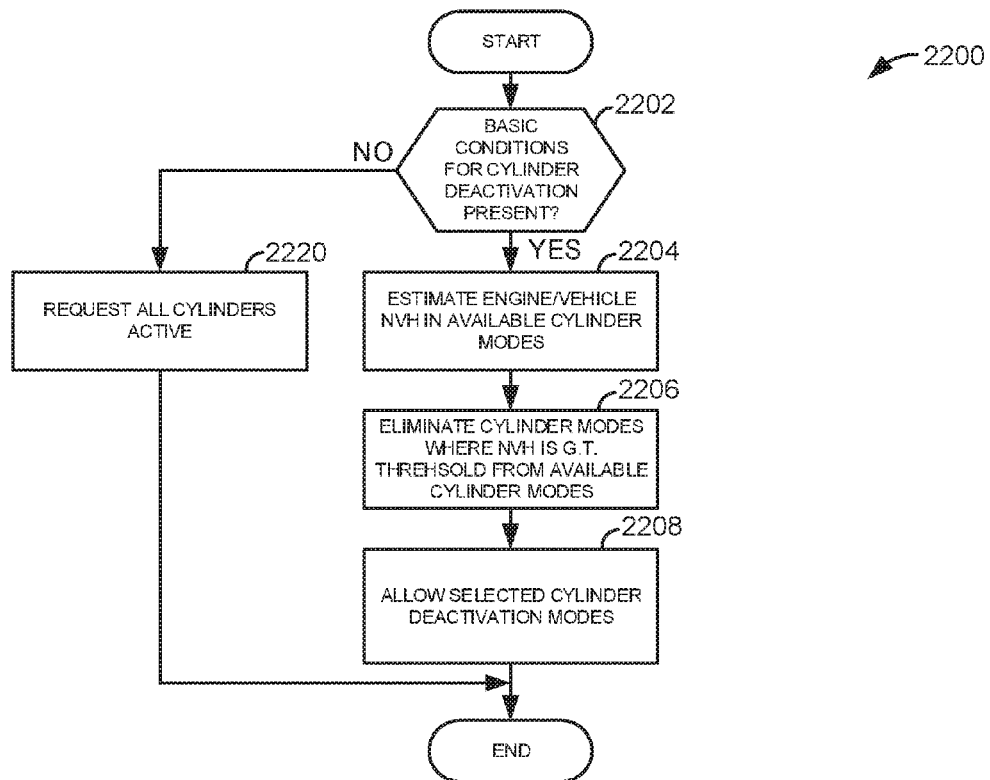 START
2200
2202
BASIC
CONDITIONS
FOR CYLINDER
DEACTIVATION
PRESENT?
NO
YES
2220
REQUEST ALL CYLINDERS
ACTIVE
2204
ESTIMATE ENGINE/VEHICLE
NVH IN AVAILABLE CYLINDER
MODES
2206
ELIMINATE CYLINDER MODES
WHERE NVH IS G.T.
THREHSOLD FROM AVAILABLE
CYLINDER MODES
2208
ALLOW SELECTED CYLINDER
DEACTIVATION MODES
END